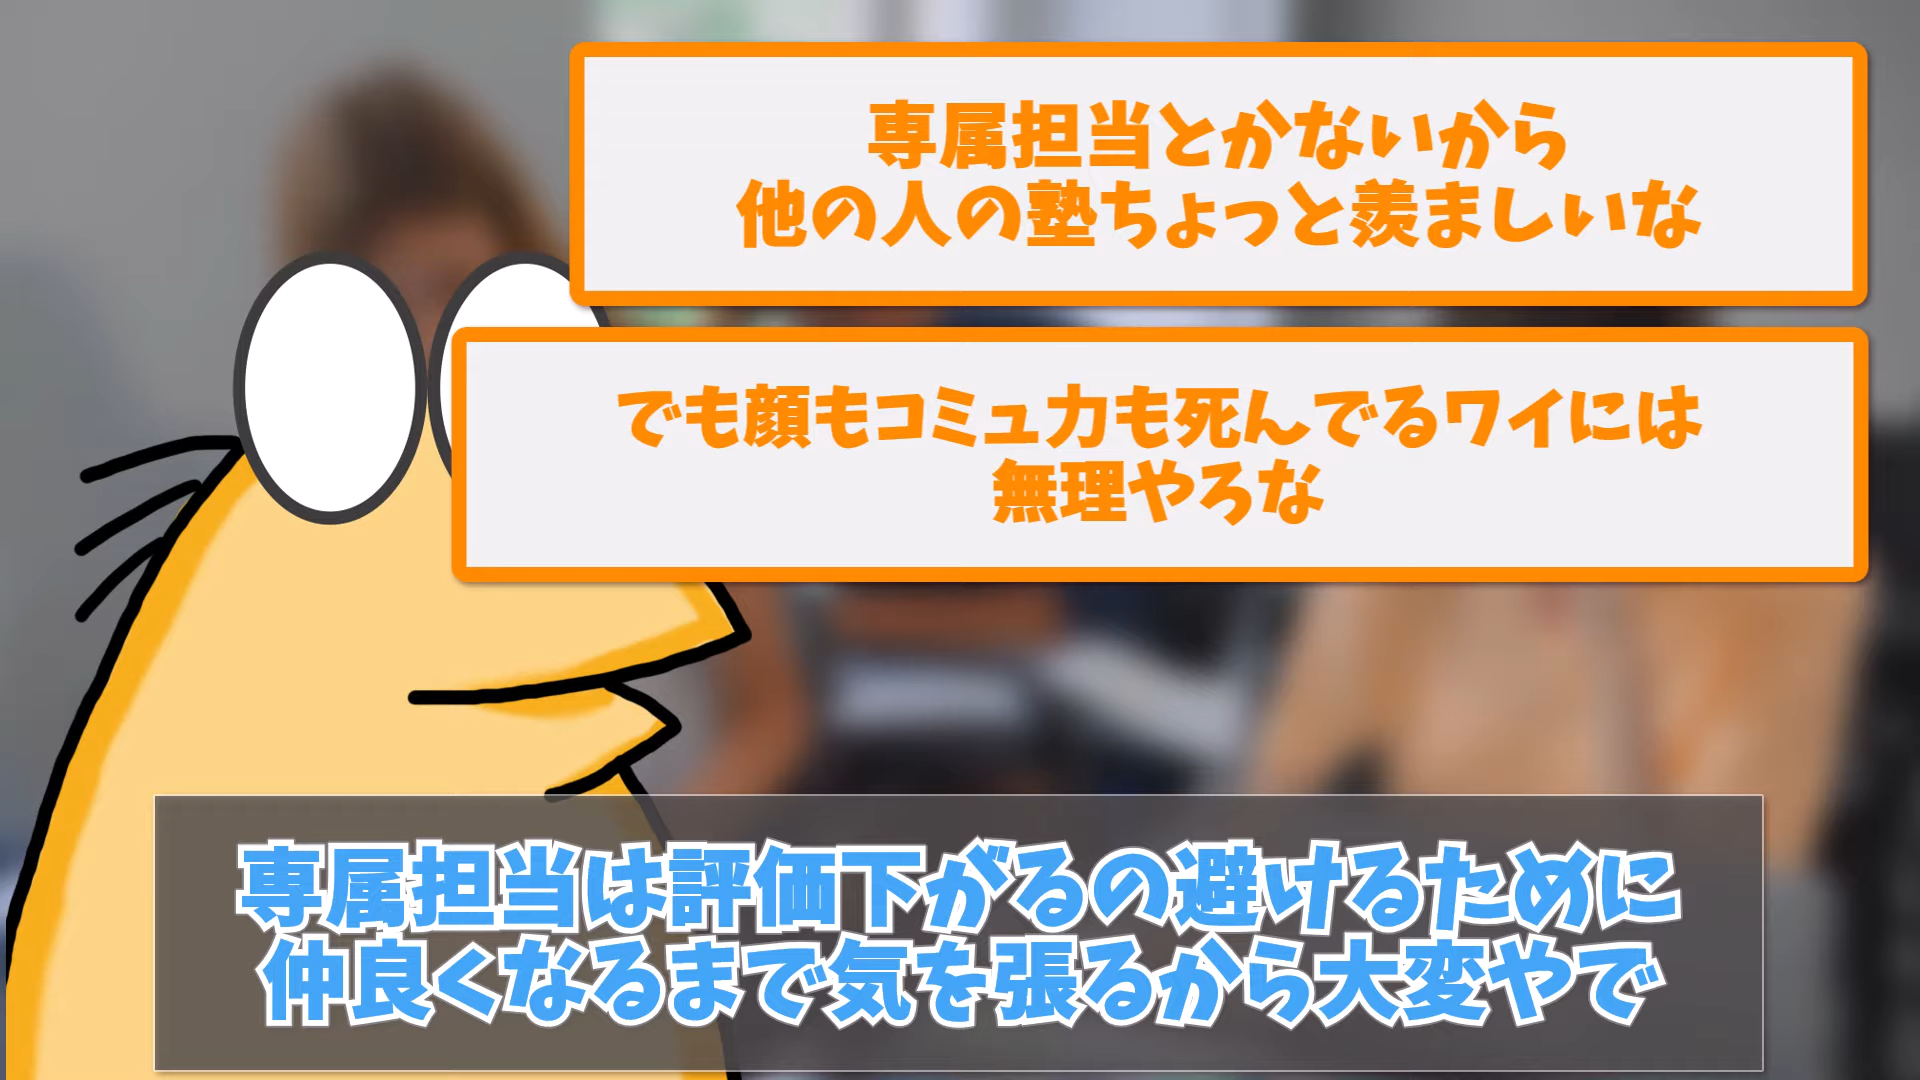 専属担当とかないから
他の人の塾ちょっと羨ましいな
でも顔もコミュ力も死んでるワイには
無理やろな
専属担当は評価下がるの避けるために
仲良くなるまで気を張るから大変やで